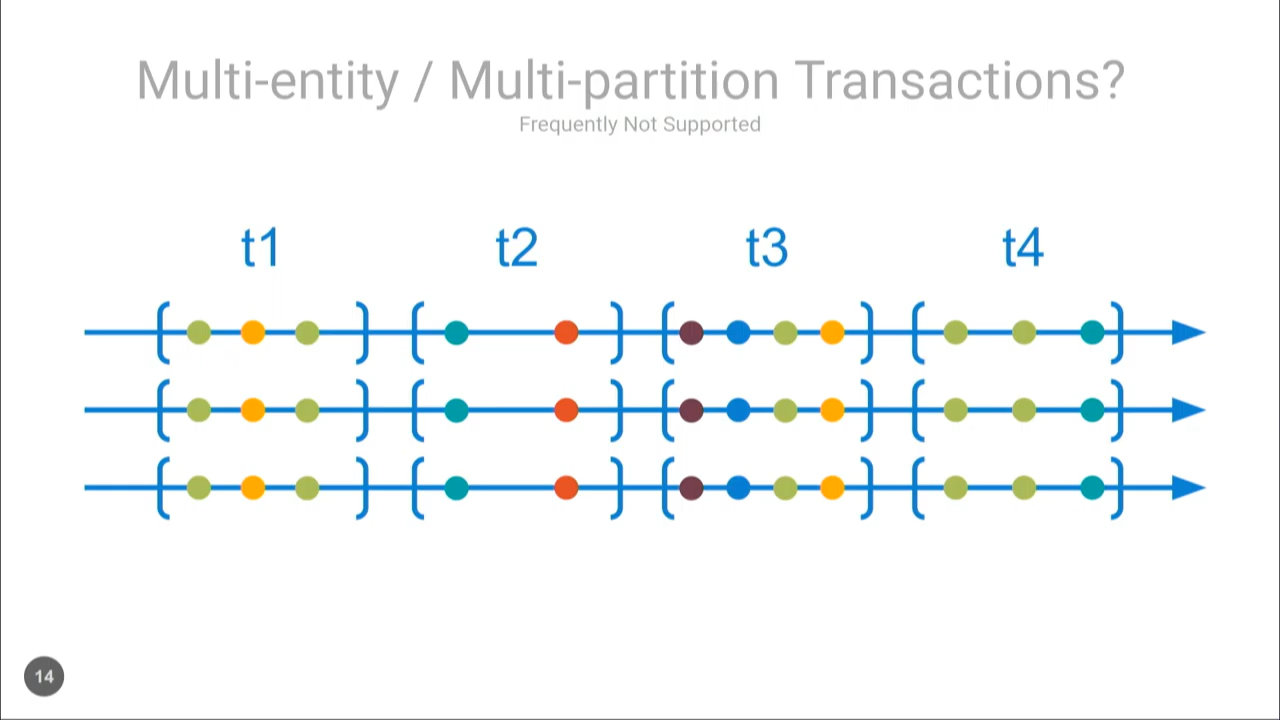 Multi-entity / Multi-partition Transactions?
Frequently Not Supported
t1 t2 t3 t4
14